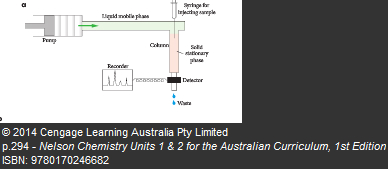 a
Syringe for
injecting sample
Liquid mobile phase
Pump
Column
Solid
stationary
phase
Recorder
Detector
Waste
© 2014 Cengage Learning Australia Pty Limited
p.294 - Nelson Chemistry Units 1 & 2 for the Australian Curriculum, 1st Edition
ISBN: 9780170246682